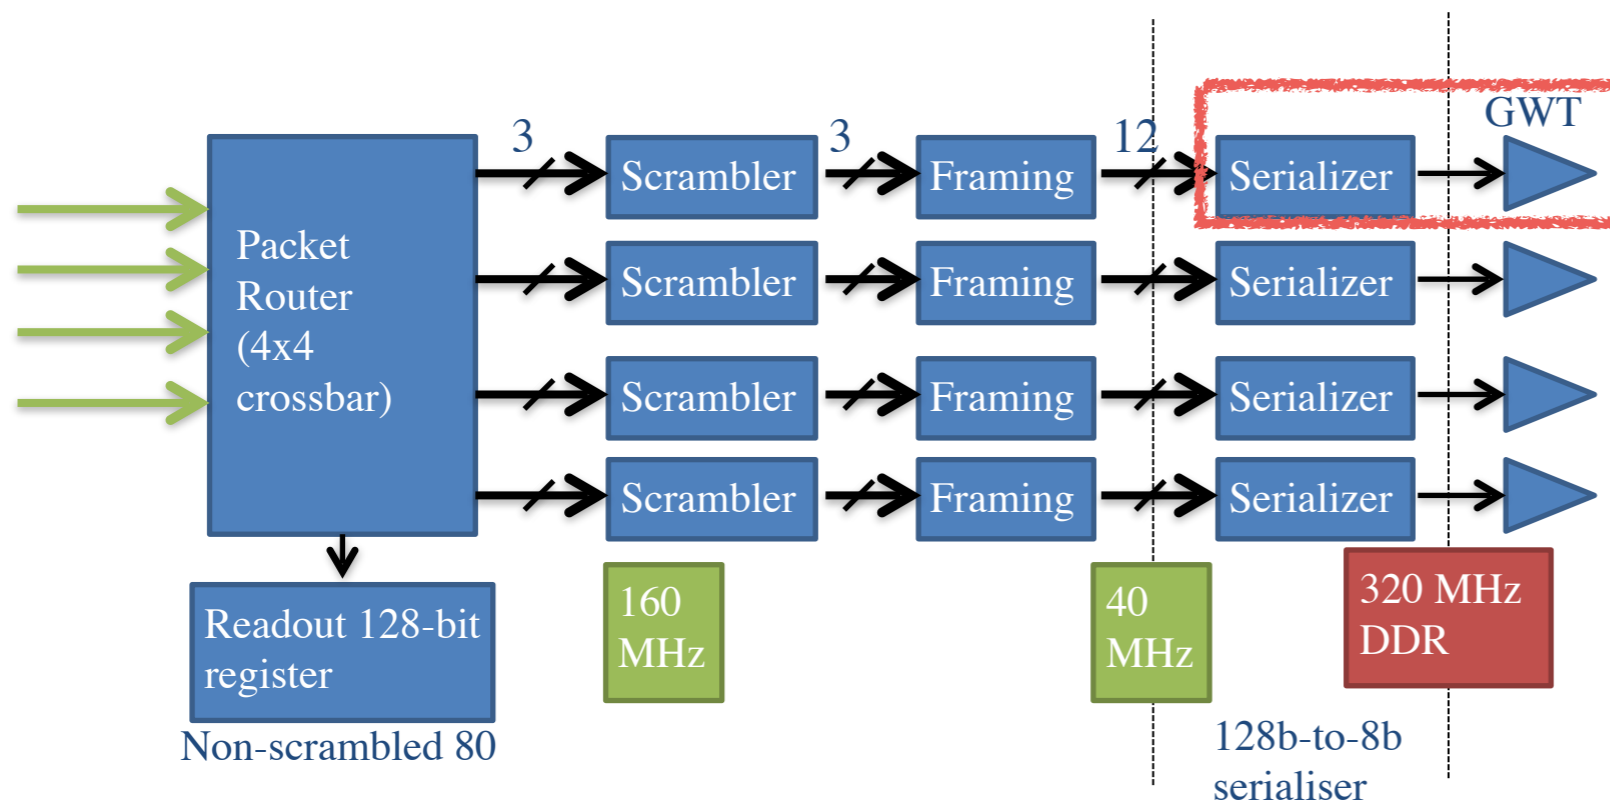 GWT
3
3
12
Scrambler
Framing
Serializer
Packet
Router
(4x4
crossbar)
Scrambler
Framing
Serializer
Scrambler
Framing
Serializer
Scrambler
Framing
Serializer
160
MHz
40
MHz
320 MHz
DDR
Readout 128-bit
register
Non-scrambled 80
128b-to-8b
serialiser